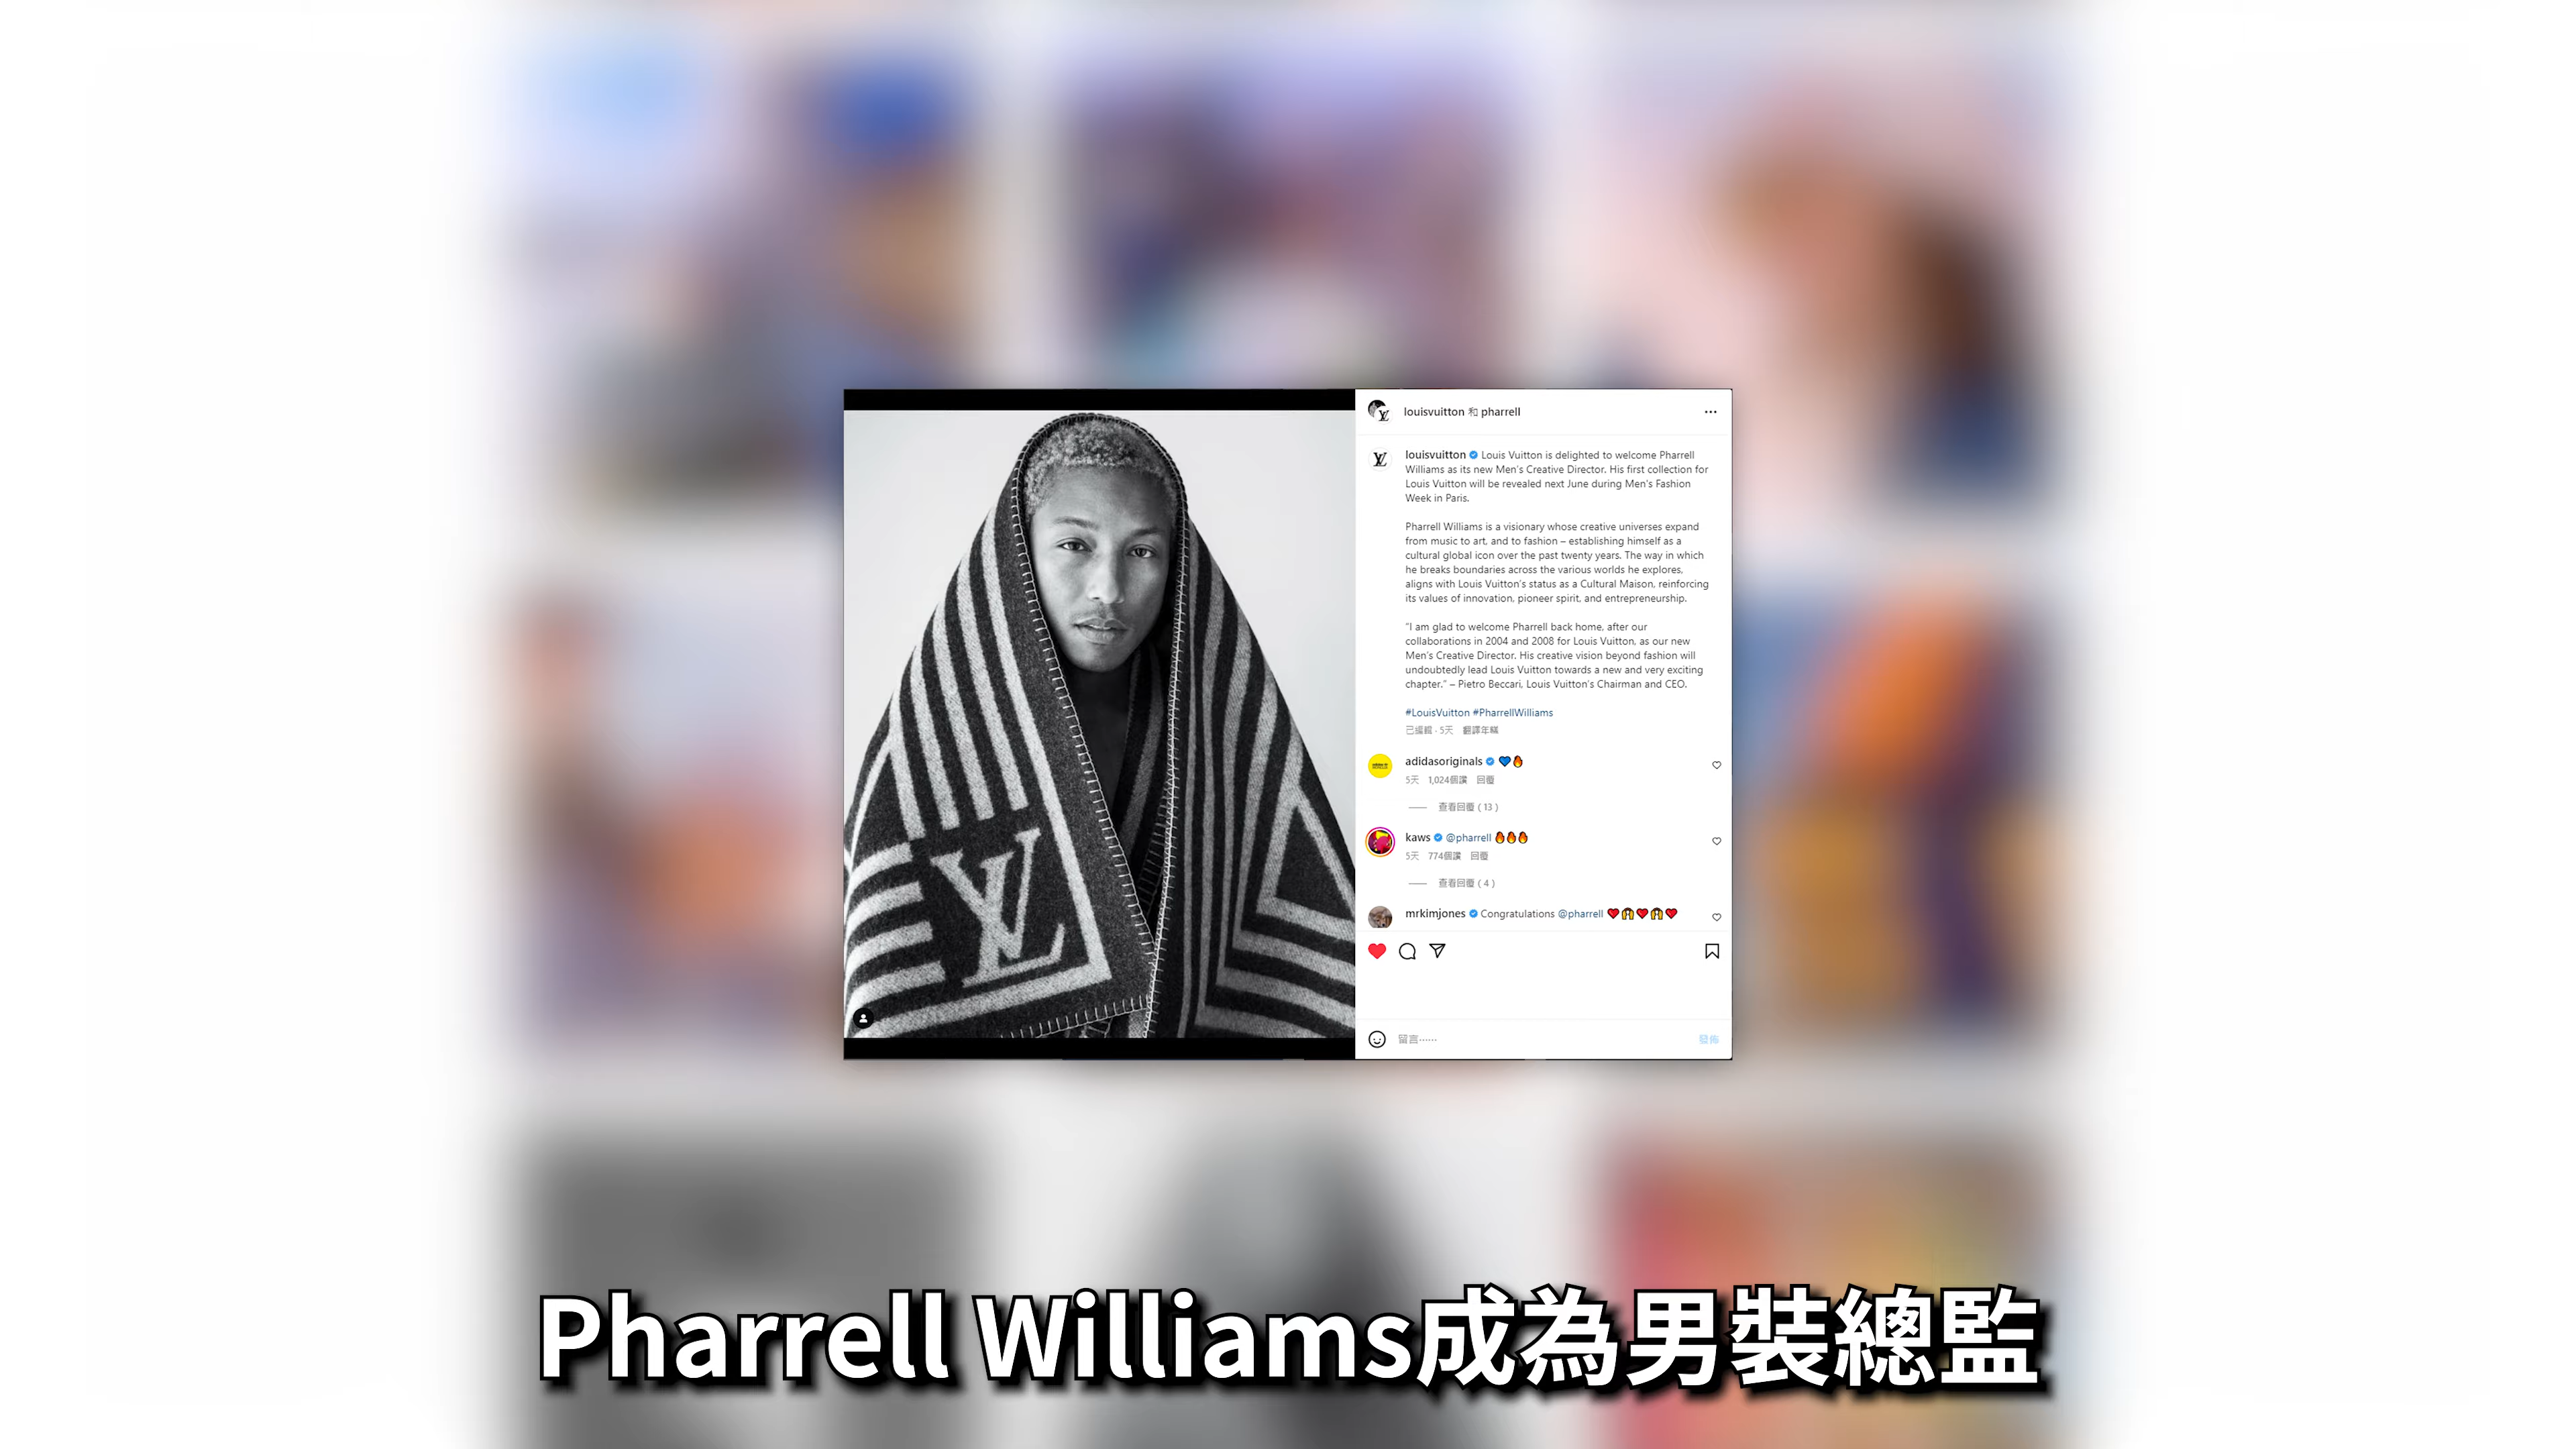 louisvuitton 和 pharrell
louisvuitton Louis Vuitton is delighted to welcome Pharrell
Williams as its new Men's Creative Director. His first collection for
Louis Vuitton will be revealed next June during Men's Fashion
Week in Paris.
Pharrell Williams is a visionary whose creative universes expand
from music to art, and to fashion – establishing himself as a
cultural global icon over the past twenty years. The way in which
he breaks boundaries across the various worlds he explores,
aligns with Louis Vuitton's status as a Cultural Maison, reinforcing
its values of innovation, pioneer spirit, and entrepreneurship.
"I am glad to welcome Pharrell back home, after our
collaborations in 2004 and 2008 for Louis Vuitton, as our new
Men's Creative Director. His creative vision beyond fashion will
undoubtedly lead Louis Vuitton towards a new and very exciting
chapter." – Pietro Beccari, Louis Vuitton's Chairman and CEO.
#LouisVuitton #PharrellWilliams
已編輯 · 5天 翻譯年糕
adidasoriginals 💙🔥
5天 1,024個讚 回覆
查看回覆 (13)
kaws @pharrell 🔥🔥🔥
5天 774個讚 回覆
查看回覆 (4)
mrkimjones Congratulations @pharrell ❤️🙌❤️🙌❤️
留言……
發佈
LV
Pharrell Williams成為男裝總監